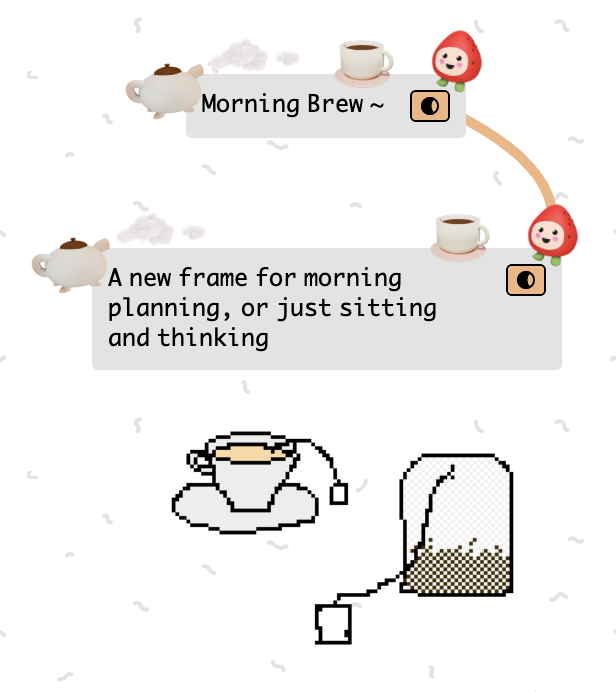 Morning Brew ~
A new frame for morning
planning, or just sitting
and thinking